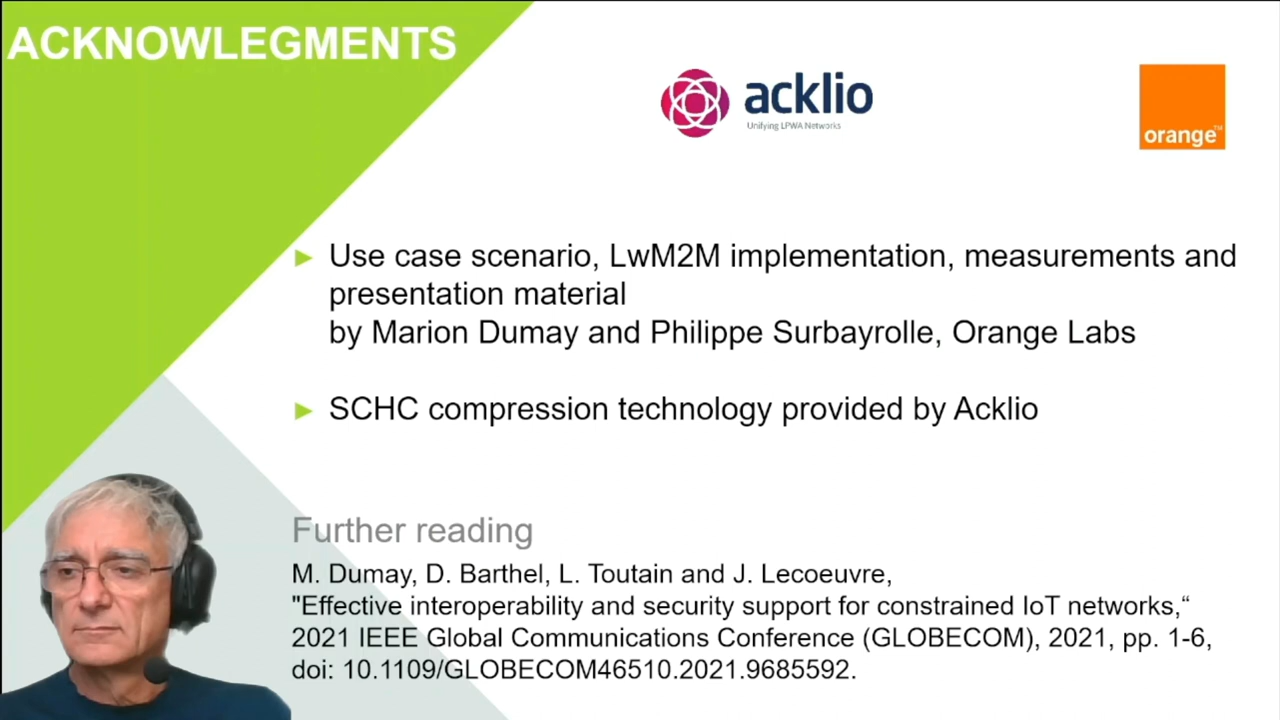 ACKNOWLEGMENTS
acklio
Unifying LPWA Networks
orange™
► Use case scenario, LwM2M implementation, measurements and
presentation material
by Marion Dumay and Philippe Surbayrolle, Orange Labs
► SCHC compression technology provided by Acklio
Further reading
M. Dumay, D. Barthel, L. Toutain and J. Lecoeuvre,
"Effective interoperability and security support for constrained IoT networks,“
2021 IEEE Global Communications Conference (GLOBECOM), 2021, pp. 1-6,
doi: 10.1109/GLOBECOM46510.2021.9685592.